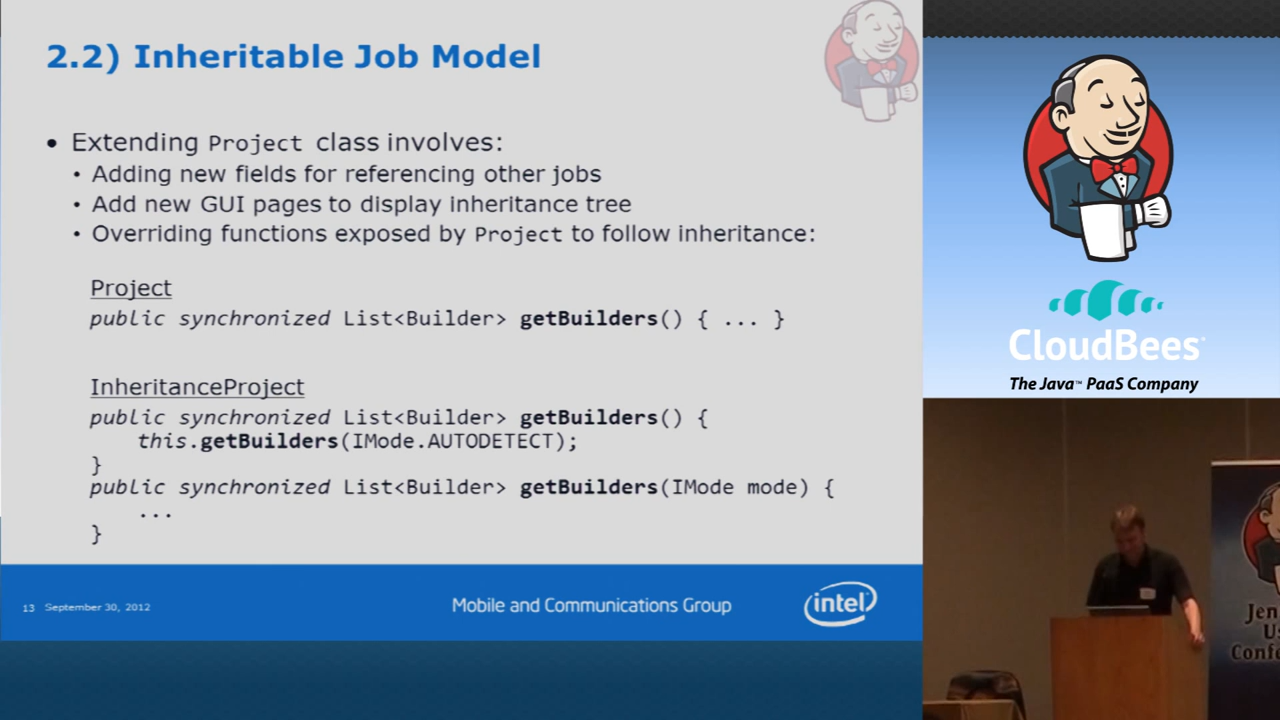 2.2) Inheritable Job Model
• Extending Project class involves:
• Adding new fields for referencing other jobs
• Add new GUI pages to display inheritance tree
• Overriding functions exposed by Project to follow inheritance:
Project
public synchronized List<Builder> getBuilders() { ... }
InheritanceProject
public synchronized List<Builder> getBuilders() {
this.getBuilders(IMode.AUTODETECT);
}
public synchronized List<Builder> getBuilders(IMode mode) {
...
}
13 September 30, 2012
Mobile and Communications Group
intel
CloudBees
The Java™ PaaS Company
Jen
Us
Confe